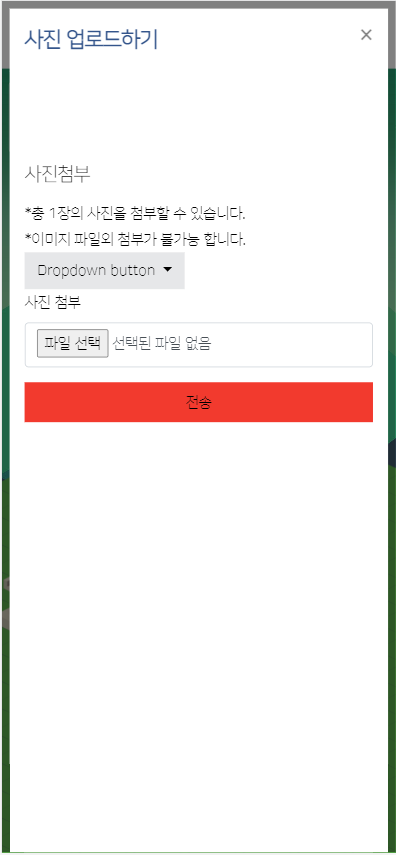 사진 업로드하기 ×
사진첨부
*총 1장의 사진을 첨부할 수 있습니다.
*이미지 파일외 첨부가 불가능 합니다.
Dropdown button
사진 첨부
파일 선택 선택된 파일 없음
전송